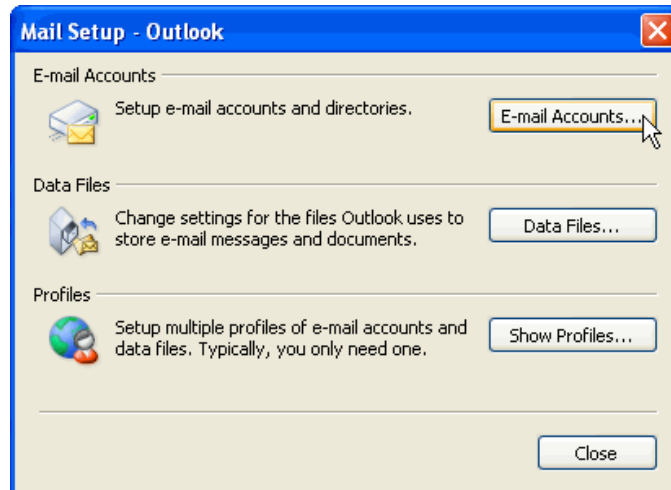 Mail Setup - Outlook
E-mail Accounts
Setup e-mail accounts and directories.
E-mail Accounts...
Data Files
Change settings for the files Outlook uses to
store e-mail messages and documents.
Data Files...
Profiles
Setup multiple profiles of e-mail accounts and
data files. Typically, you only need one.
Show Profiles...
Close